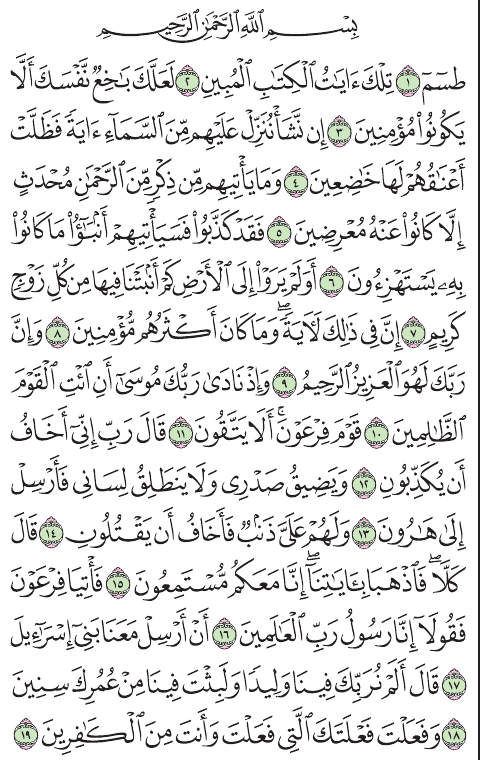 بِسْمِ ٱللَّهِ ٱلرَّحْمَٰنِ ٱلرَّحِيمِ
طسٓمٓ ١ تِلْكَ ءَايَٰتُ ٱلْكِتَٰبِ ٱلْمُبِينِ ٢ لَعَلَّكَ بَٰخِعٌ نَّفْسَكَ أَلَّا
يَكُونُوا۟ مُؤْمِنِينَ ٣ إِن نَّشَأْ نُنَزِّلْ عَلَيْهِم مِّنَ ٱلسَّمَآءِ ءَايَةً فَظَلَّتْ
أَعْنَٰقُهُمْ لَهَا خَٰضِعِينَ ٤ وَمَا يَأْتِيهِم مِّن ذِكْرٍ مِّنَ ٱلرَّحْمَٰنِ مُحْدَثٍ
إِلَّا كَانُوا۟ عَنْهُ مُعْرِضِينَ ٥ فَقَدْ كَذَّبُوا۟ فَسَيَأْتِيهِمْ أَنۢبَٰٓؤُا۟ مَا كَانُوا۟
بِهِۦ يَسْتَهْزِءُونَ ٦ أَوَلَمْ يَرَوْا۟ إِلَى ٱلْأَرْضِ كَمْ أَنۢبَتْنَا فِيهَا مِن كُلِّ زَوْجٍ
كَرِيمٍ ٧ إِنَّ فِى ذَٰلِكَ لَءَايَةً ۖ وَمَا كَانَ أَكْثَرُهُم مُّؤْمِنِينَ ٨ وَإِنَّ
رَبَّكَ لَهُوَ ٱلْعَزِيزُ ٱلرَّحِيمُ ٩ وَإِذْ نَادَىٰ رَبُّكَ مُوسَىٰٓ أَنِ ٱئْتِ ٱلْقَوْمَ
ٱلظَّٰلِمِينَ ١٠ قَوْمَ فِرْعَوْنَ ۚ أَلَا يَتَّقُونَ ١١ قَالَ رَبِّ إِنِّىٓ أَخَافُ
أَن يُكَذِّبُونِ ١٢ وَيَضِيقُ صَدْرِى وَلَا يَنطَلِقُ لِسَانِى فَأَرْسِلْ
إِلَىٰ هَٰرُونَ ١٣ وَلَهُمْ عَلَىَّ ذَنۢبٌ فَأَخَافُ أَن يَقْتُلُونِ ١٤ قَالَ
كَلَّا ۖ فَٱذْهَبَا بِـَٔايَٰتِنَآ ۖ إِنَّا مَعَكُم مُّسْتَمِعُونَ ١٥ فَأْتِيَا فِرْعَوْنَ
فَقُولَآ إِنَّا رَسُولُ رَبِّ ٱلْعَٰلَمِينَ ١٦ أَنْ أَرْسِلْ مَعَنَا بَنِىٓ إِسْرَٰٓءِيلَ
١٧ قَالَ أَلَمْ نُرَبِّكَ فِينَا وَلِيدًا وَلَبِثْتَ فِينَا مِنْ عُمُرِكَ سِنِينَ
١٨ وَفَعَلْتَ فَعْلَتَكَ ٱلَّتِى فَعَلْتَ وَأَنتَ مِنَ ٱلْكَٰفِرِينَ ١٩